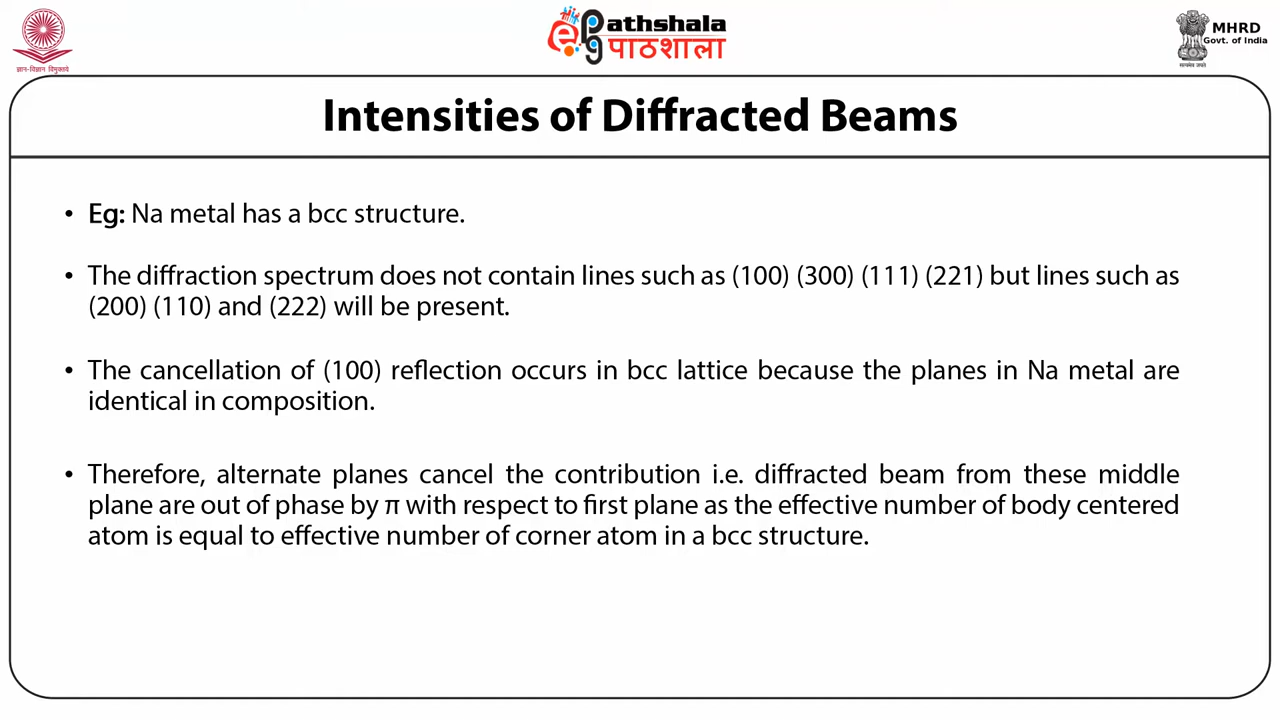 ज्ञान-विज्ञान विमुक्तये
ePathshala
पाठशाला
MHRD
Govt. of India
सत्यमेव जयते
Intensities of Diffracted Beams
• Eg: Na metal has a bcc structure.
• The diffraction spectrum does not contain lines such as (100) (300) (111) (221) but lines such as
(200) (110) and (222) will be present.
• The cancellation of (100) reflection occurs in bcc lattice because the planes in Na metal are
identical in composition.
• Therefore, alternate planes cancel the contribution i.e. diffracted beam from these middle
plane are out of phase by π with respect to first plane as the effective number of body centered
atom is equal to effective number of corner atom in a bcc structure.